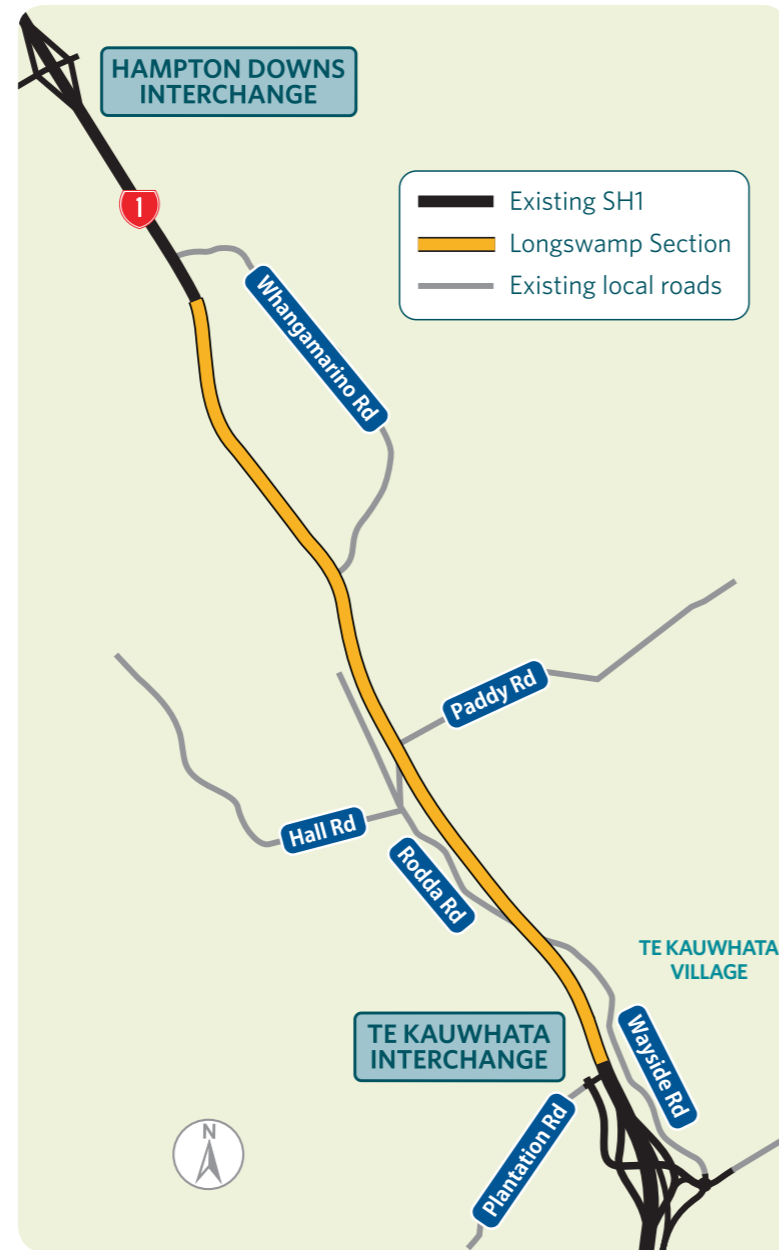 HAMPTON DOWNS
INTERCHANGE
1
Existing SH1
Longswamp Section
Existing local roads
Whangamarino Rd
Paddy Rd
Hall Rd
Rodda Rd
TE KAUWHATA
VILLAGE
TE KAUWHATA
INTERCHANGE
Wayside Rd
Plantation Rd
N